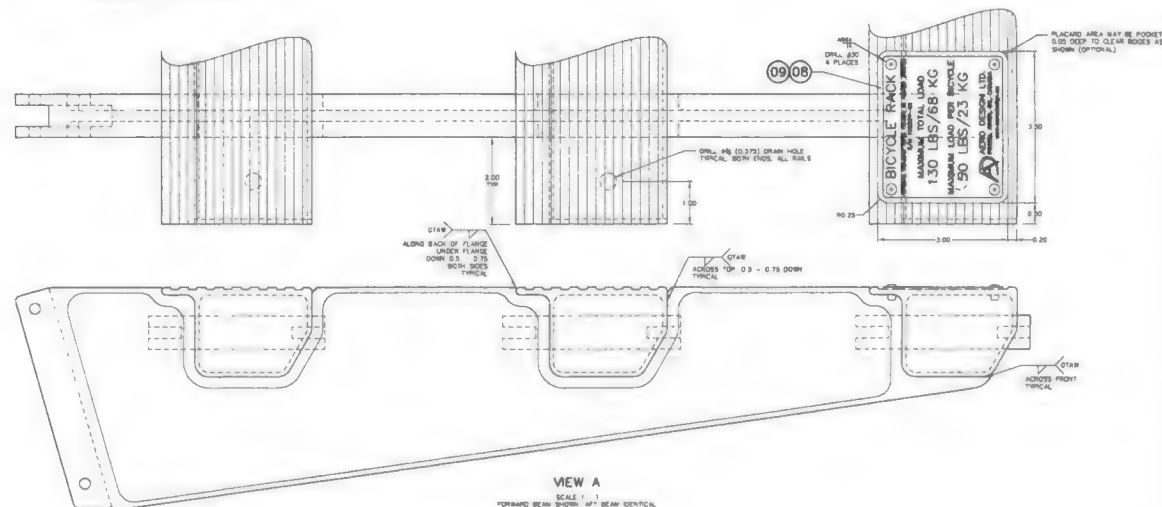 AREA
DRILL #30
4 PLACES
PLACARD AREA MAY BE POCKET
0.05 DEEP TO CLEAR RIDGES AS
SHOWN (OPTIONAL)
09 08
BICYCLE RACK
MAXIMUM TOTAL LOAD
130 LBS/68 KG
MAXIMUM LOAD PER BICYCLE
50 LBS/23 KG
AERO DESIGN LTD.
3.50
DRILL (0.375) DRAIN HOLE
TYPICAL BOTH ENDS, ALL RAILS
2.00
TYP
1.00
R0.25
0.30
3.00
0.20
GTAW
ALONG BACK OF FLANGE
UNDER FLANGE
DOWN 0.5 - 0.75
BOTH SIDES
TYPICAL
GTAW
ACROSS TOP 0.5 - 0.75 DOWN
TYPICAL
GTAW
ACROSS FRONT
TYPICAL
VIEW A
SCALE 1 : 1
FORWARD BEAM SHOWN, AFT BEAM IDENTICAL